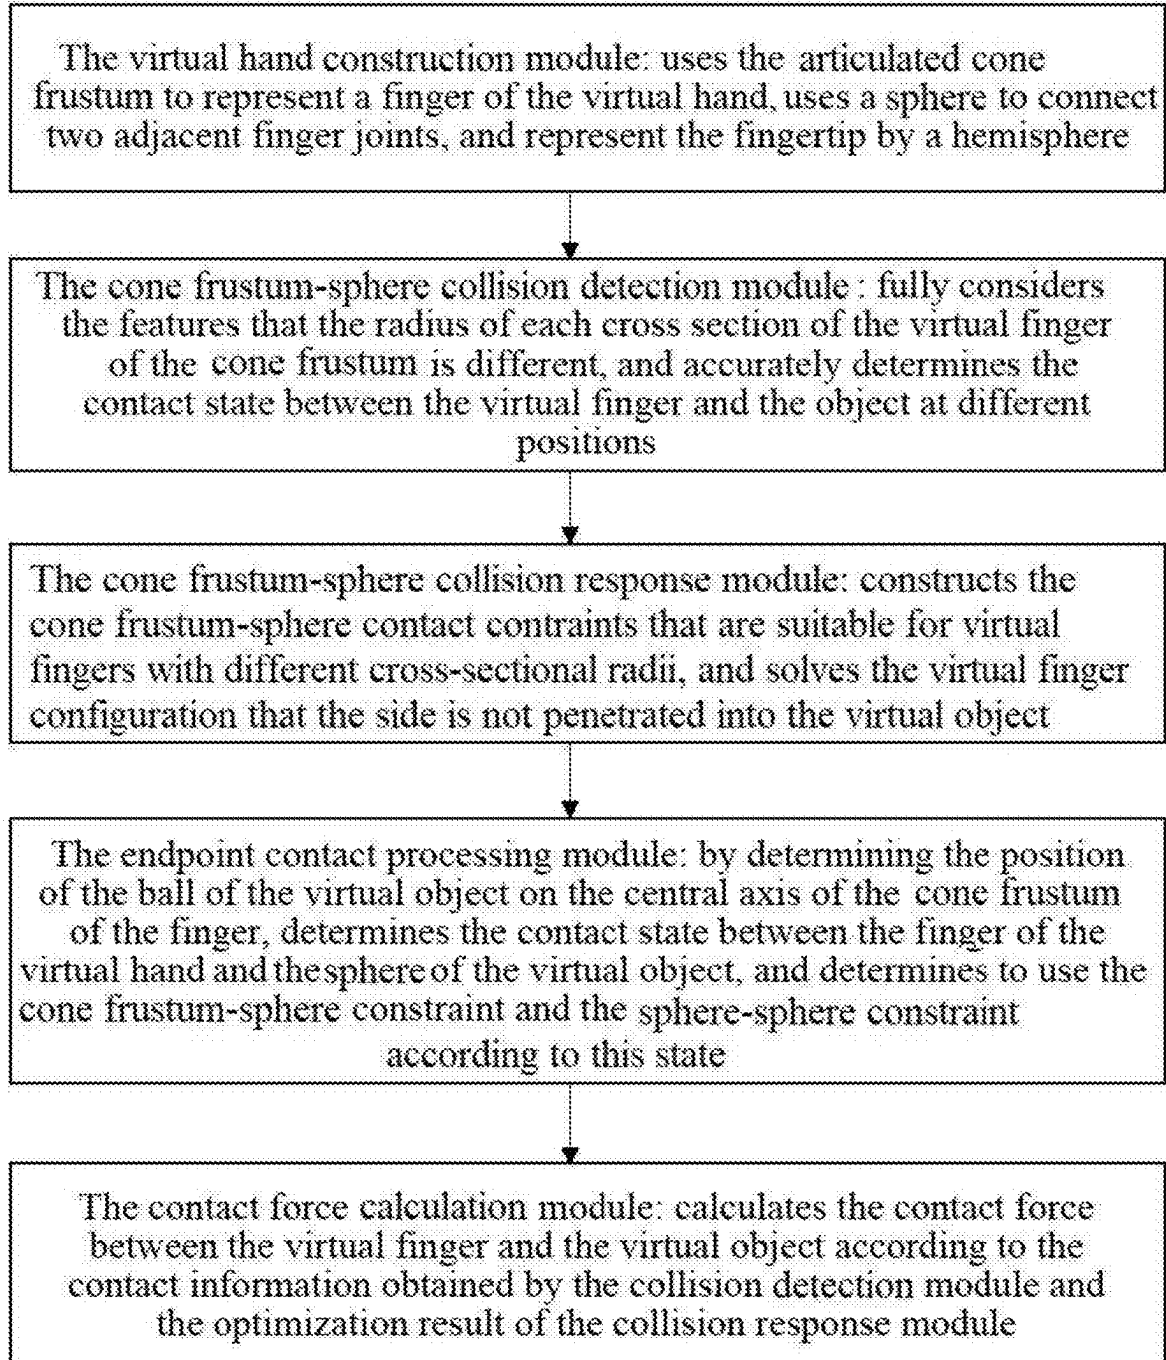 The virtual hand construction module: uses the articulated cone
frustum to represent a finger of the virtual hand, uses a sphere to connect
two adjacent finger joints, and represent the fingertip by a hemisphere
The cone frustum-sphere collision detection module : fully considers
the features that the radius of each cross section of the virtual finger
of the cone frustum is different, and accurately determines the
contact state between the virtual finger and the object at different
positions
The cone frustum-sphere collision response module: constructs the
cone frustum-sphere contact contraints that are suitable for virtual
fingers with different cross-sectional radii, and solves the virtual finger
configuration that the side is not penetrated into the virtual object
The endpoint contact processing module: by determining the position
of the ball of the virtual object on the central axis of the cone frustum
of the finger, determines the contact state between the finger of the
virtual hand and the sphere of the virtual object, and determines to use the
cone frustum-sphere constraint and the sphere-sphere constraint
according to this state
The contact force calculation module: calculates the contact force
between the virtual finger and the virtual object according to the
contact information obtained by the collision detection module and
the optimization result of the collision response module